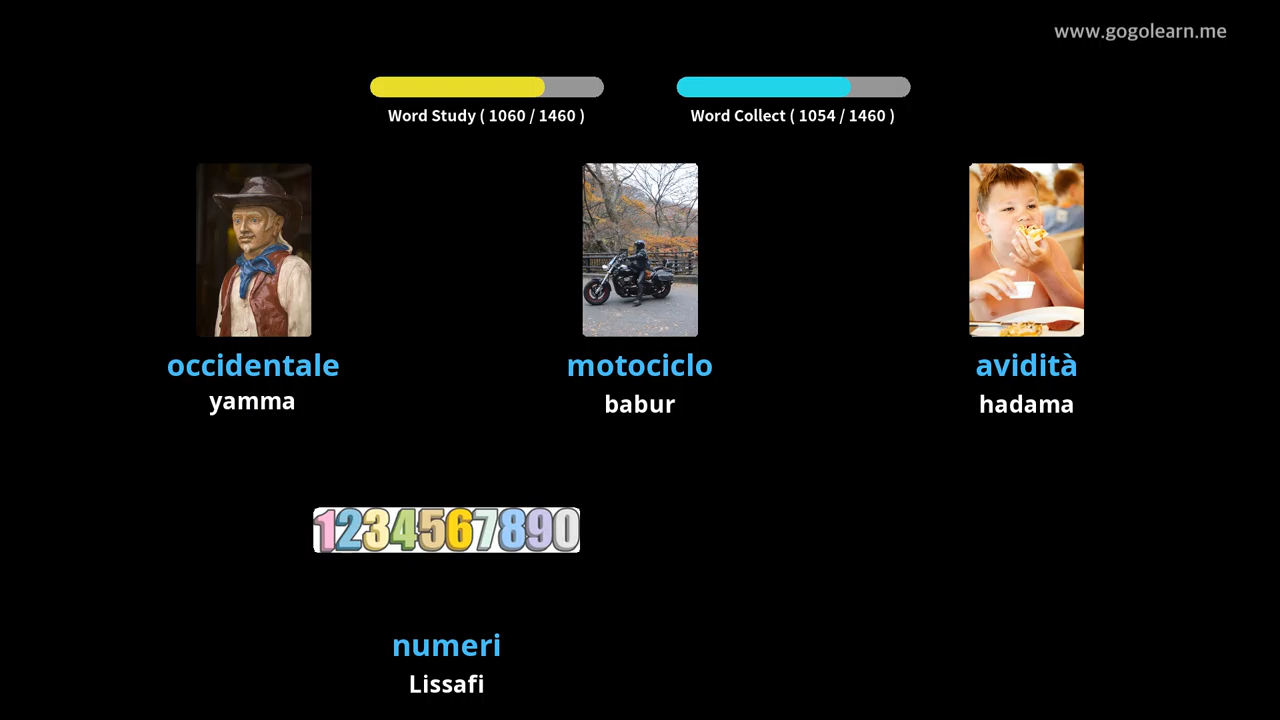 www.gogolearn.me
Word Study ( 1060 / 1460 )
Word Collect ( 1054 / 1460 )
occidentale
yamma
motociclo
babur
avidità
hadama
1234567890
numeri
Lissafi